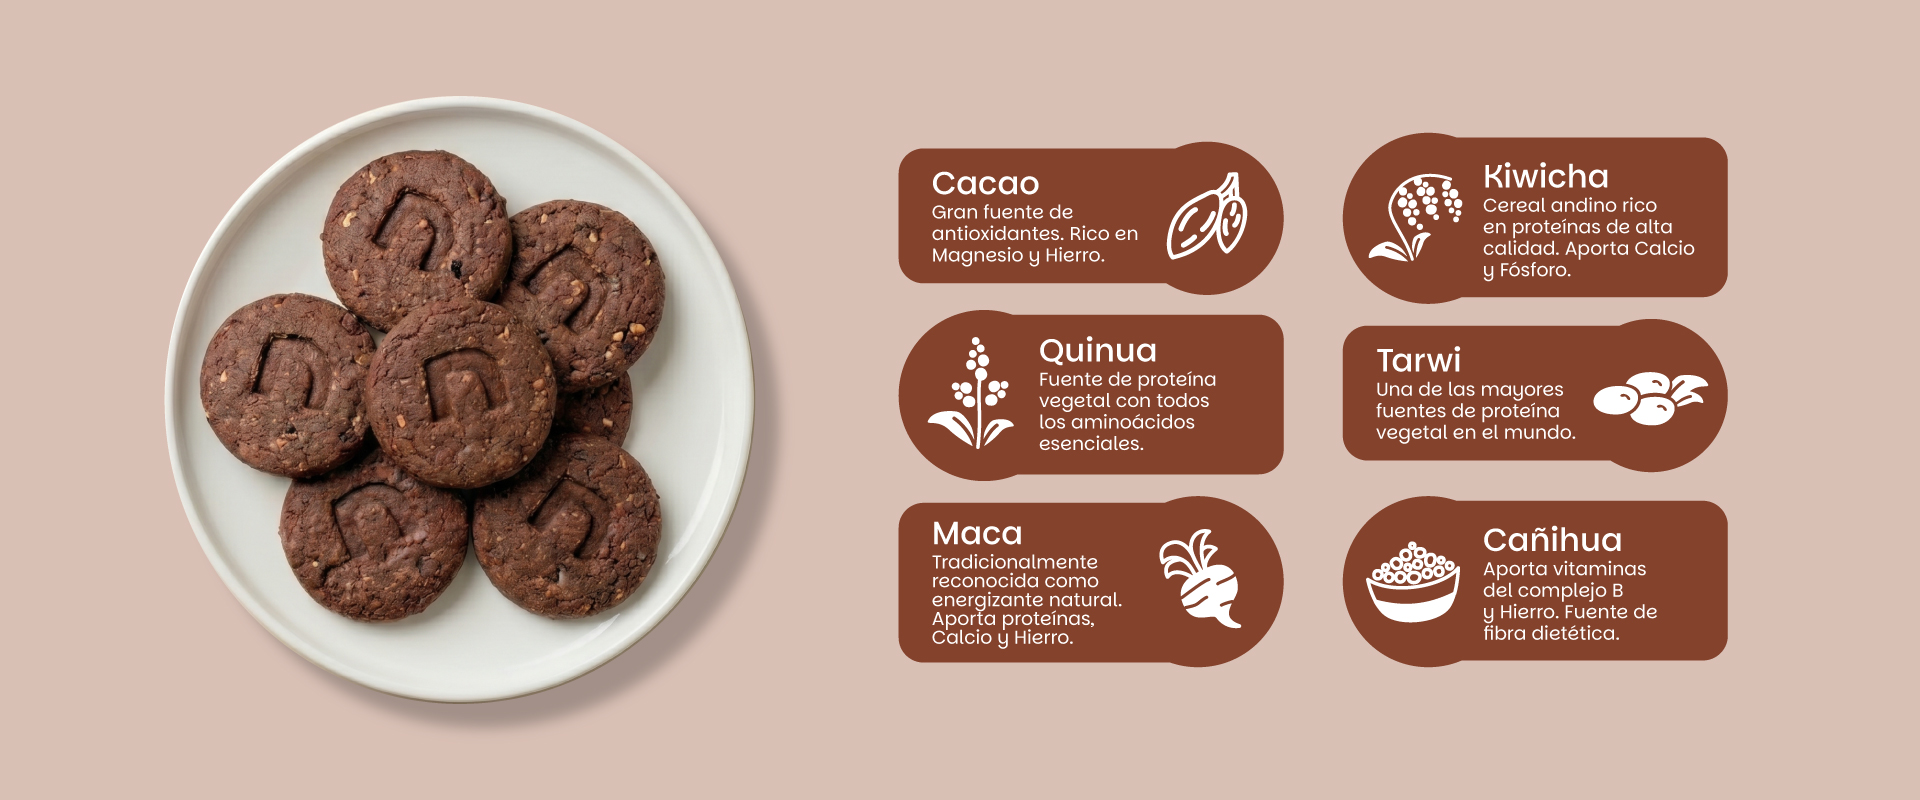 Cacao
Gran fuente de
antioxidantes. Rico en
Magnesio y Hierro.
Kiwicha
Cereal andino rico
en proteínas de alta
calidad. Aporta Calcio
y Fósforo.
Quinua
Fuente de proteína
vegetal con todos
los aminoácidos
esenciales.
Tarwi
Una de las mayores
fuentes de proteína
vegetal en el mundo.
Maca
Tradicionalmente
reconocida como
energizante natural.
Aporta proteínas,
Calcio y Hierro.
Cañihua
Aporta vitaminas
del complejo B
y Hierro. Fuente de
fibra dietética.